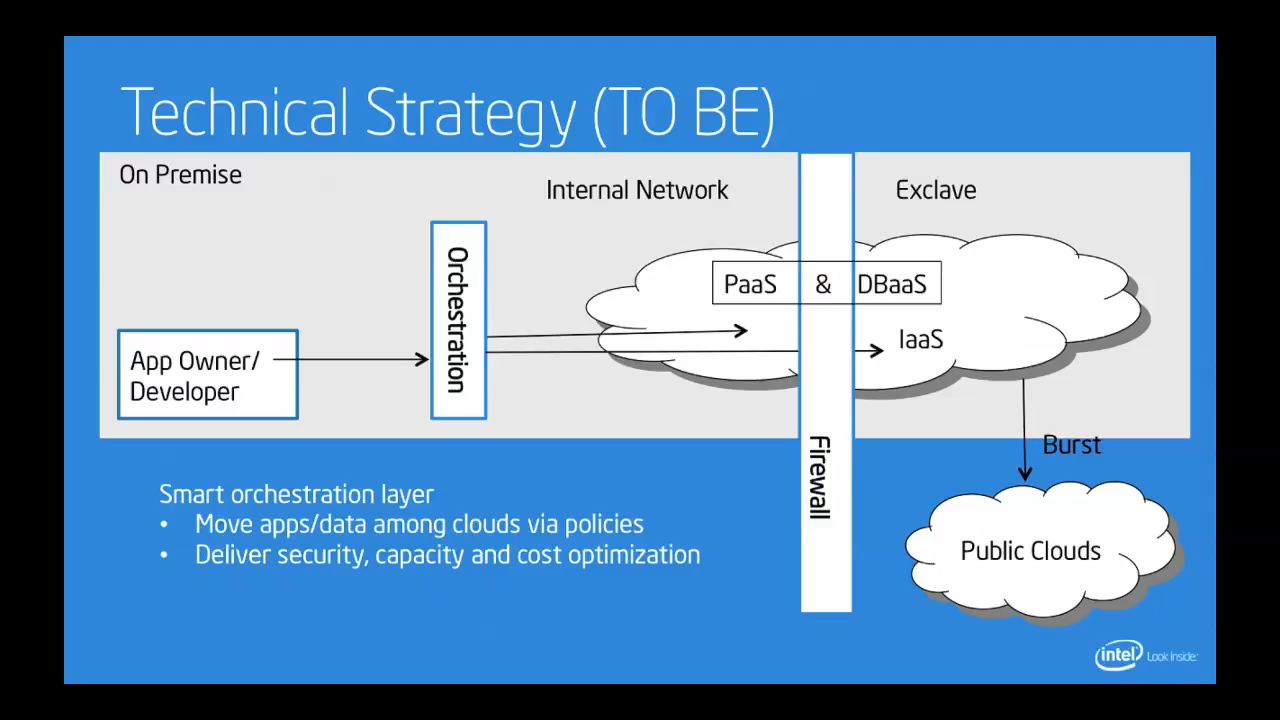 Technical Strategy (TO BE)
On Premise
Internal Network
Exclave
Orchestration
PaaS & DBaaS
IaaS
App Owner/
Developer
Firewall
Burst
Smart orchestration layer
• Move apps/data among clouds via policies
• Deliver security, capacity and cost optimization
Public Clouds
intel Look Inside.™